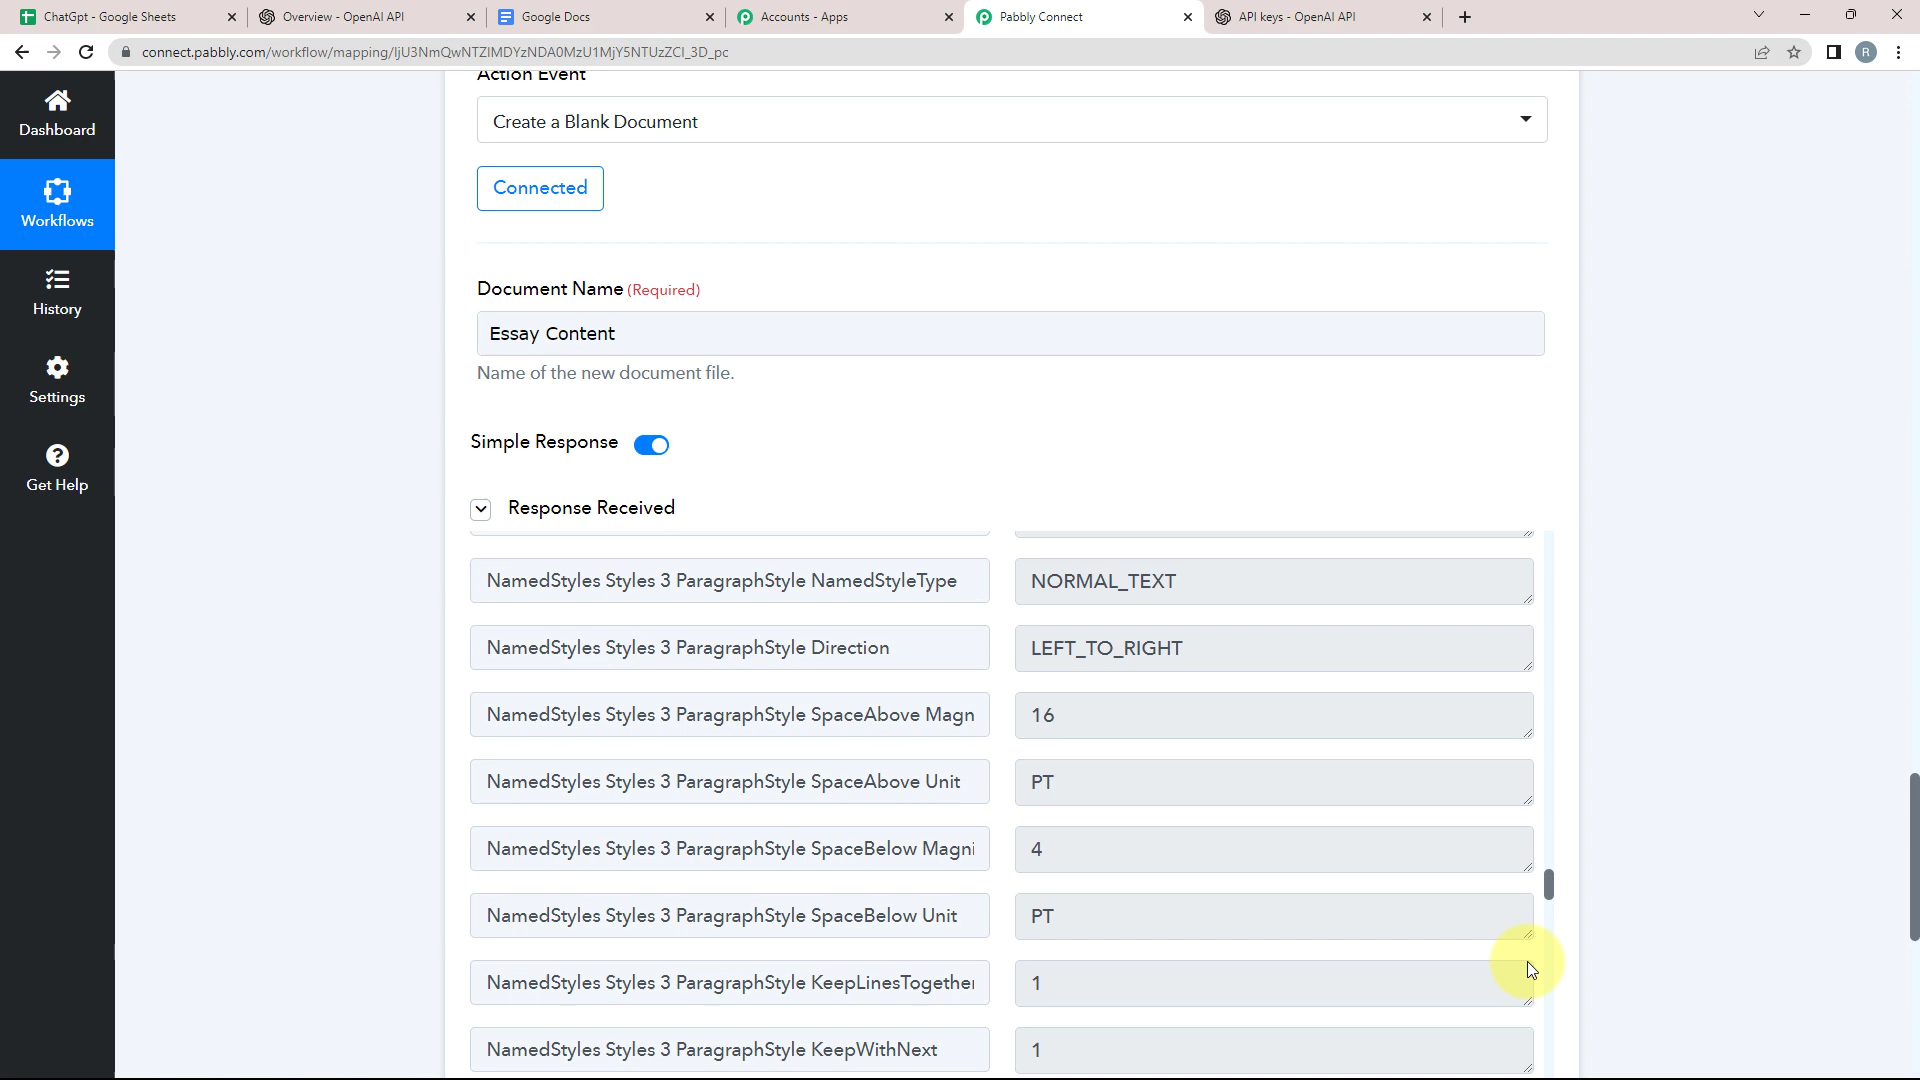 ChatGpt - Google Sheets
Overview - OpenAI API
Google Docs
Accounts - Apps
Pabbly Connect
API keys - OpenAI API
connect.pabbly.com/workflow/mapping/IjU3NmQwNTZlMDYzNDA0MzU1MjY5NTUzZCI_3D_pc
R
Dashboard
Workflows
History
Settings
Get Help
Action Event
Create a Blank Document
Connected
Document Name (Required)
Essay Content
Name of the new document file.
Simple Response
Response Received
NamedStyles Styles 3 ParagraphStyle NamedStyleType
NORMAL_TEXT
NamedStyles Styles 3 ParagraphStyle Direction
LEFT_TO_RIGHT
NamedStyles Styles 3 ParagraphStyle SpaceAbove Magn
16
NamedStyles Styles 3 ParagraphStyle SpaceAbove Unit
PT
NamedStyles Styles 3 ParagraphStyle SpaceBelow Magni
4
NamedStyles Styles 3 ParagraphStyle SpaceBelow Unit
PT
NamedStyles Styles 3 ParagraphStyle KeepLinesTogether
1
NamedStyles Styles 3 ParagraphStyle KeepWithNext
1